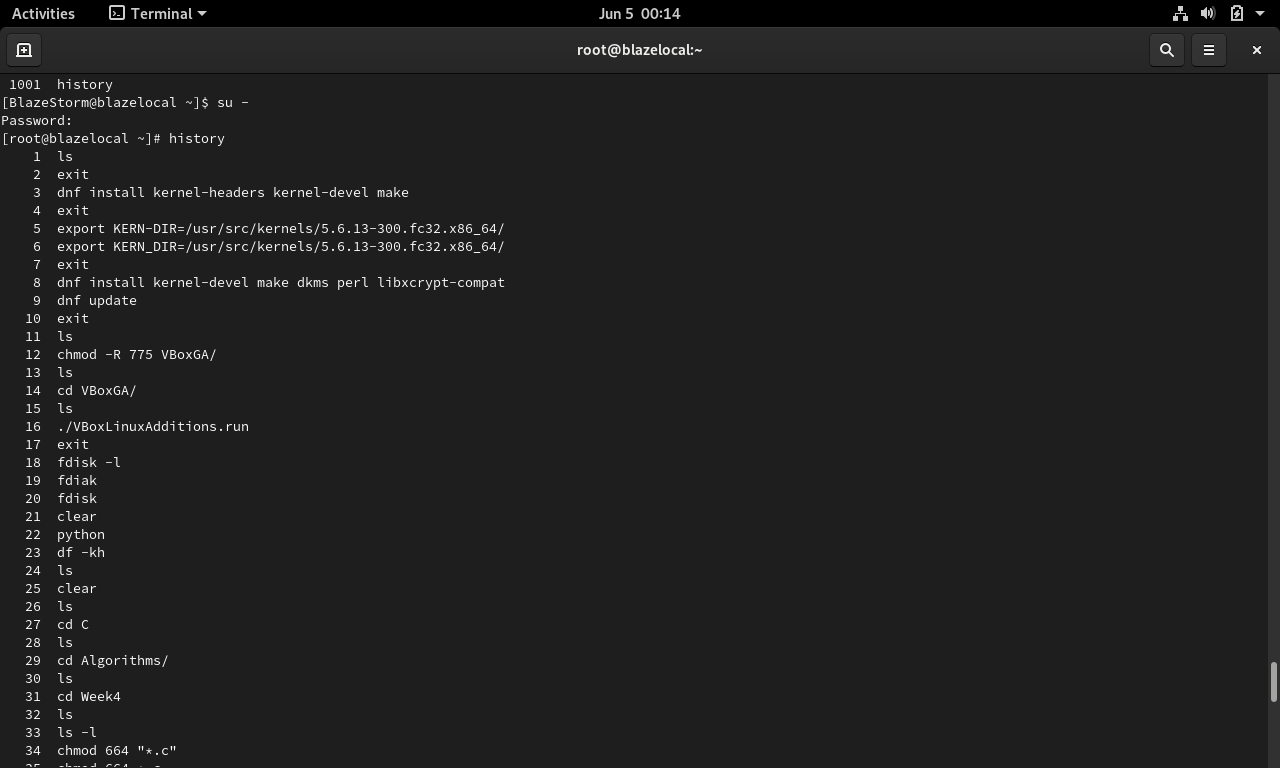 Activities Terminal Jun 5 00:14
root@blazelocal:~
1001 history
[BlazeStorm@blazelocal ~]$ su -
Password:
[root@blazelocal ~]# history
1 ls
2 exit
3 dnf install kernel-headers kernel-devel make
4 exit
5 export KERN-DIR=/usr/src/kernels/5.6.13-300.fc32.x86_64/
6 export KERN_DIR=/usr/src/kernels/5.6.13-300.fc32.x86_64/
7 exit
8 dnf install kernel-devel make dkms perl libxcrypt-compat
9 dnf update
10 exit
11 ls
12 chmod -R 775 VBoxGA/
13 ls
14 cd VBoxGA/
15 ls
16 ./VBoxLinuxAdditions.run
17 exit
18 fdisk -l
19 fdiak
20 fdisk
21 clear
22 python
23 df -kh
24 ls
25 clear
26 ls
27 cd C
28 ls
29 cd Algorithms/
30 ls
31 cd Week4
32 ls
33 ls -l
34 chmod 664 "*.c"